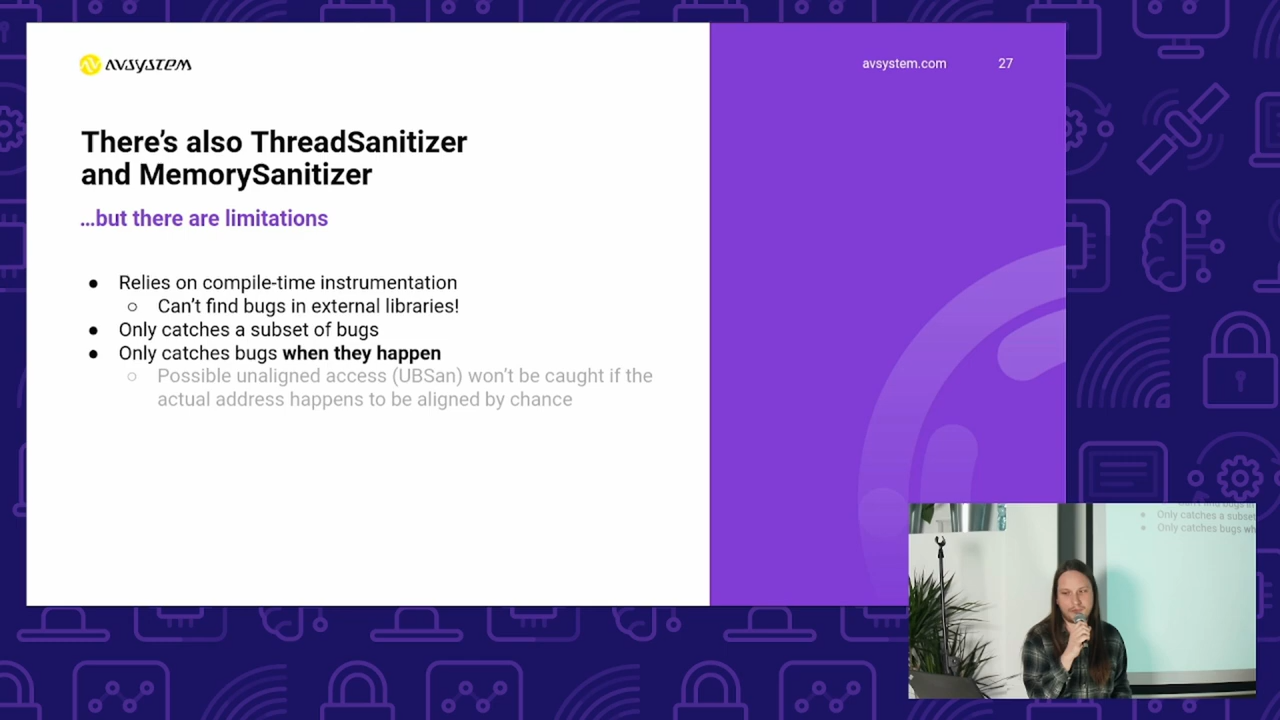 AVSYSTEM
avsystem.com 27
There's also ThreadSanitizer
and MemorySanitizer
…but there are limitations
● Relies on compile-time instrumentation
○ Can't find bugs in external libraries!
● Only catches a subset of bugs
● Only catches bugs when they happen
○ Possible unaligned access (UBSan) won't be caught if the
actual address happens to be aligned by chance
● Only catches a subset
● Only catches bugs wh